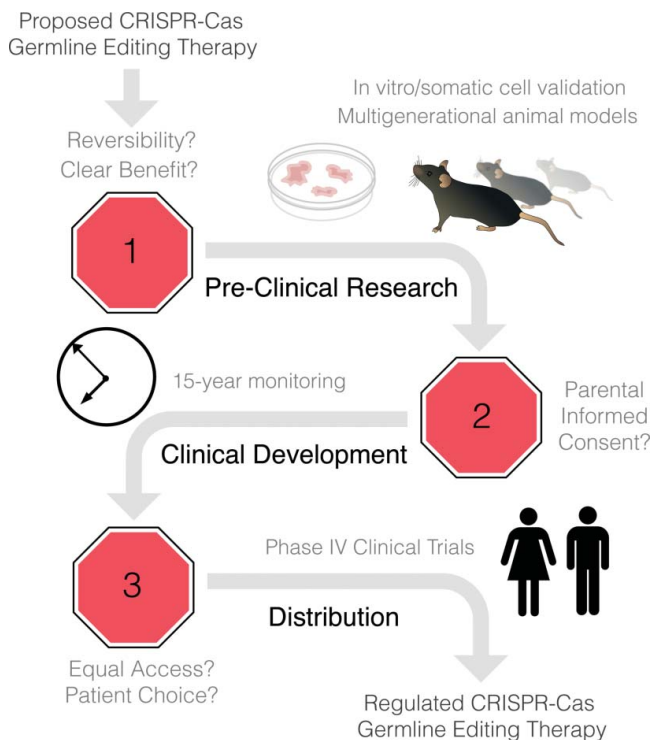 Proposed CRISPR-Cas
Germline Editing Therapy
In vitro/somatic cell validation
Multigenerational animal models
Reversibility?
Clear Benefit?
1
Pre-Clinical Research
15-year monitoring
2
Parental
Informed
Consent?
Clinical Development
Phase IV Clinical Trials
3
Distribution
Equal Access?
Patient Choice?
Regulated CRISPR-Cas
Germline Editing Therapy